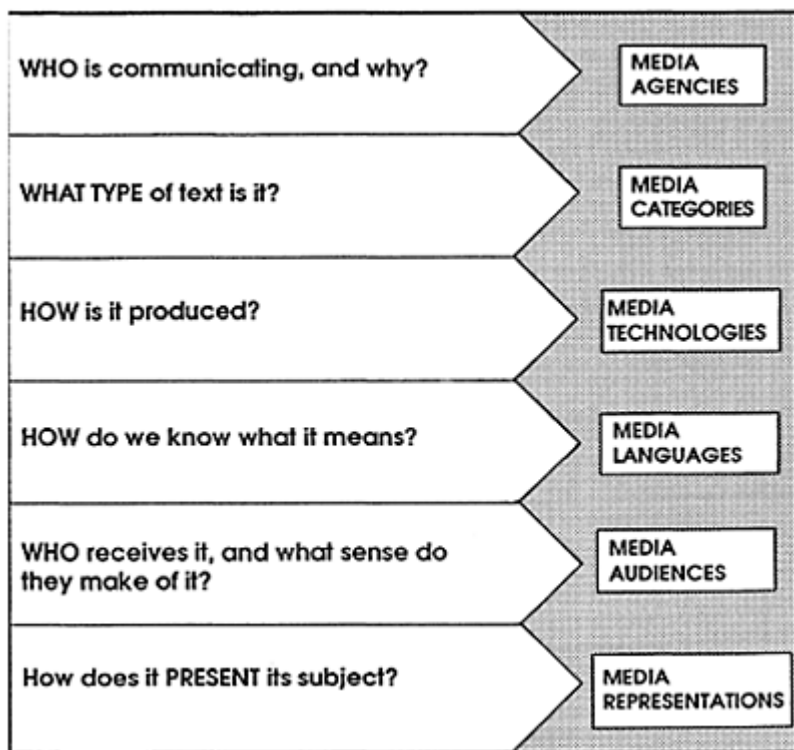 WHO is communicating, and why?
MEDIA
AGENCIES
WHAT TYPE of text is it?
MEDIA
CATEGORIES
HOW is it produced?
MEDIA
TECHNOLOGIES
HOW do we know what it means?
MEDIA
LANGUAGES
WHO receives it, and what sense do
they make of it?
MEDIA
AUDIENCES
How does it PRESENT its subject?
MEDIA
REPRESENTATIONS